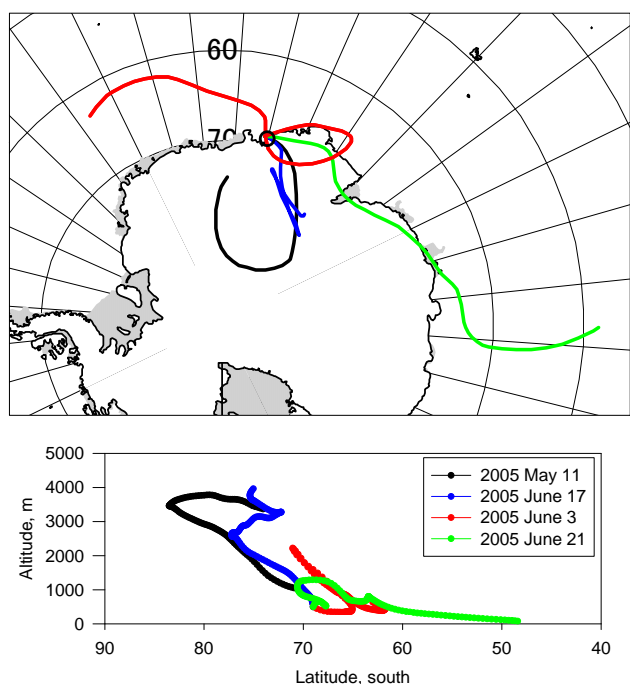 60
70
5000
4000
3000
2000
1000
0
Altitude, m
2005 May 11
2005 June 17
2005 June 3
2005 June 21
90 80 70 60 50 40
Latitude, south